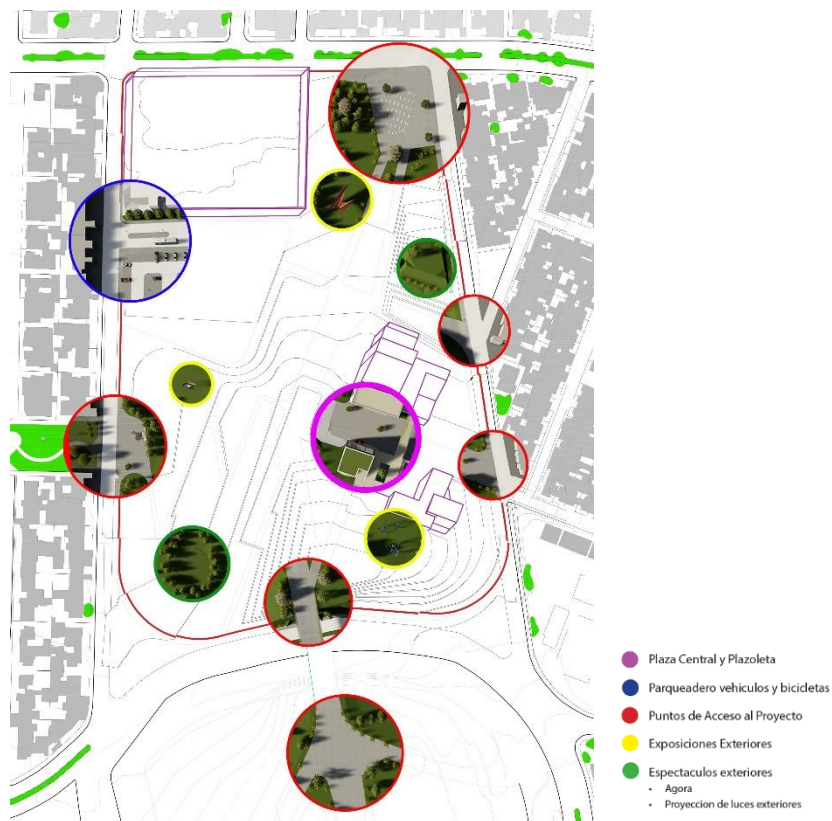 Plaza Central y Plazoleta
Parqueadero vehiculos y bicicletas
Puntos de Acceso al Proyecto
Exposiciones Exteriores
Espectaculos exteriores
• Agora
• Proyeccion de luces exteriores